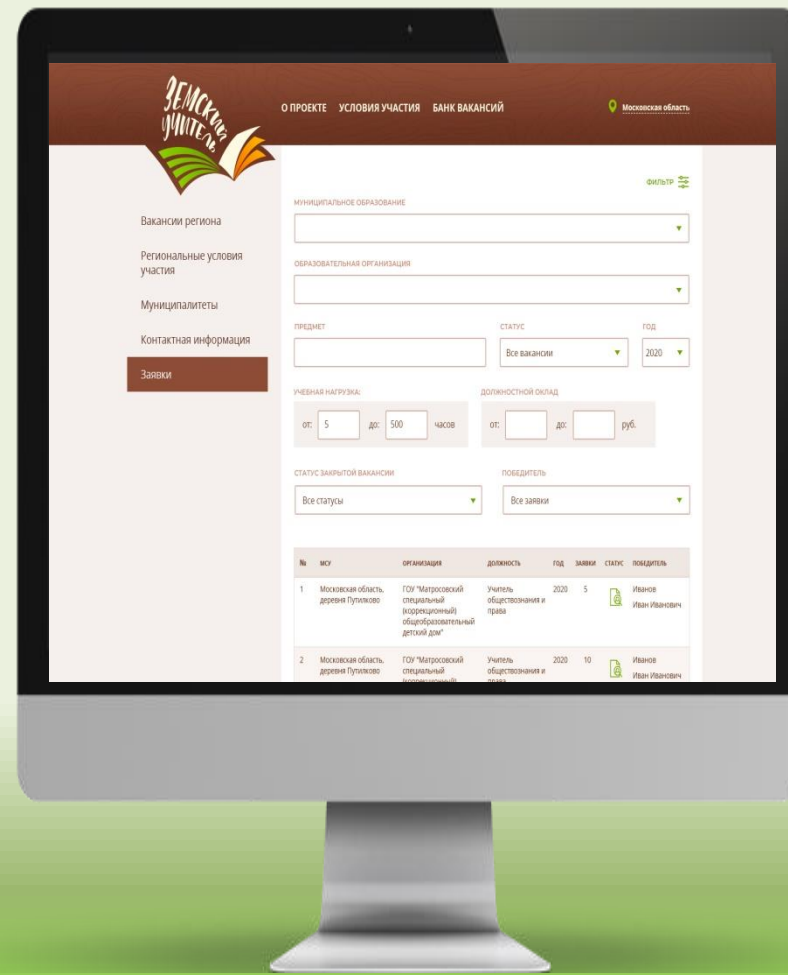 ЗЕМСКИЙ
УЧИТЕЛЬ
О ПРОЕКТЕ УСЛОВИЯ УЧАСТИЯ БАНК ВАКАНСИЙ
Московская область
ФИЛЬТР
Вакансии региона
Региональные условия
участия
Муниципалитеты
Контактная информация
Заявки
МУНИЦИПАЛЬНОЕ ОБРАЗОВАНИЕ
ОБРАЗОВАТЕЛЬНАЯ ОРГАНИЗАЦИЯ
ПРЕДМЕТ СТАТУС ГОД
Все вакансии 2020
УЧЕБНАЯ НАГРУЗКА: ДОЛЖНОСТНОЙ ОКЛАД
от: 5 до: 500 часов от: до: руб.
СТАТУС ЗАКРЫТОЙ ВАКАНСИИ ПОБЕДИТЕЛЬ
Все статусы Все заявки
№ МСУ ОРГАНИЗАЦИЯ ДОЛЖНОСТЬ ГОД ЗАЯВКИ СТАТУС ПОБЕДИТЕЛЬ
1 Московская область, ГОУ "Матросовский Учитель 2020 5 Иванов
деревня Путилково специальный обществознания и Иван Иванович
(коррекционный) права
общеобразовательный
детский дом"
2 Московская область, ГОУ "Матросовский Учитель 2020 10 Иванов
деревня Путилково специальный обществознания и Иван Иванович
(коррекционный) права